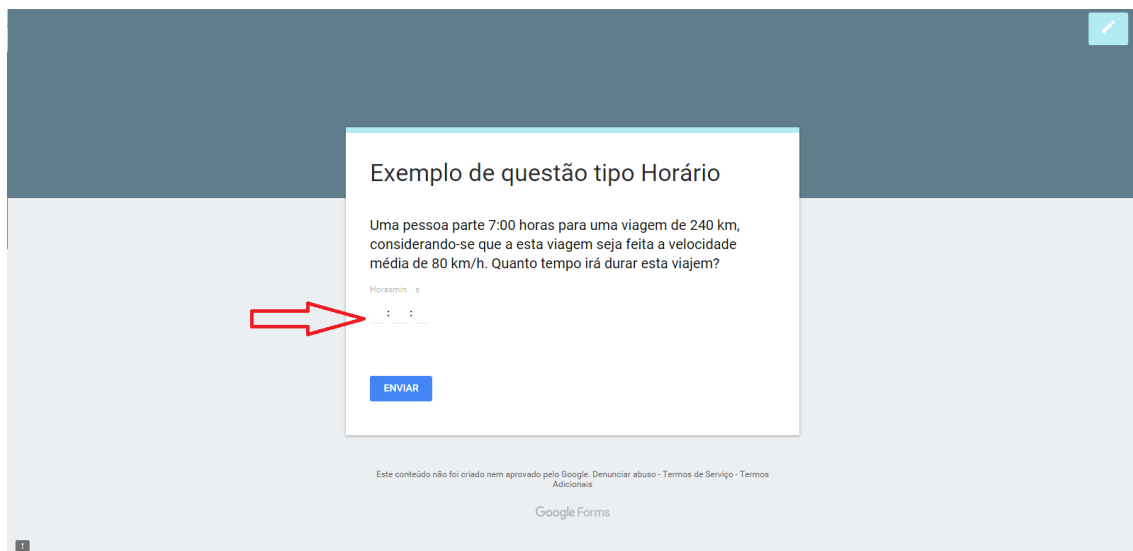 Exemplo de questão tipo Horário
Uma pessoa parte 7:00 horas para uma viagem de 240 km,
considerando-se que a esta viagem seja feita a velocidade
média de 80 km/h. Quanto tempo irá durar esta viajem?
Horasmin s
: :
ENVIAR
Este conteúdo não foi criado nem aprovado pelo Google. Denunciar abuso - Termos de Serviço - Termos
Adicionais
Google Forms
!